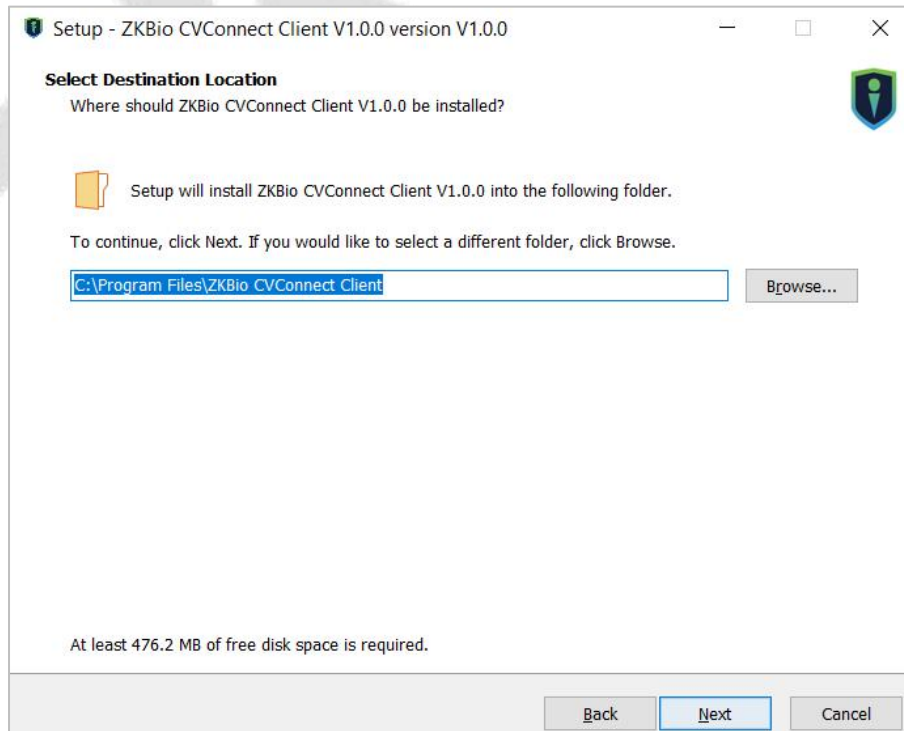 Setup - ZKBio CVConnect Client V1.0.0 version V1.0.0
Select Destination Location
Where should ZKBio CVConnect Client V1.0.0 be installed?
Setup will install ZKBio CVConnect Client V1.0.0 into the following folder.
To continue, click Next. If you would like to select a different folder, click Browse.
C:\Program Files\ZKBio CVConnect Client
Browse...
At least 476.2 MB of free disk space is required.
Back
Next
Cancel